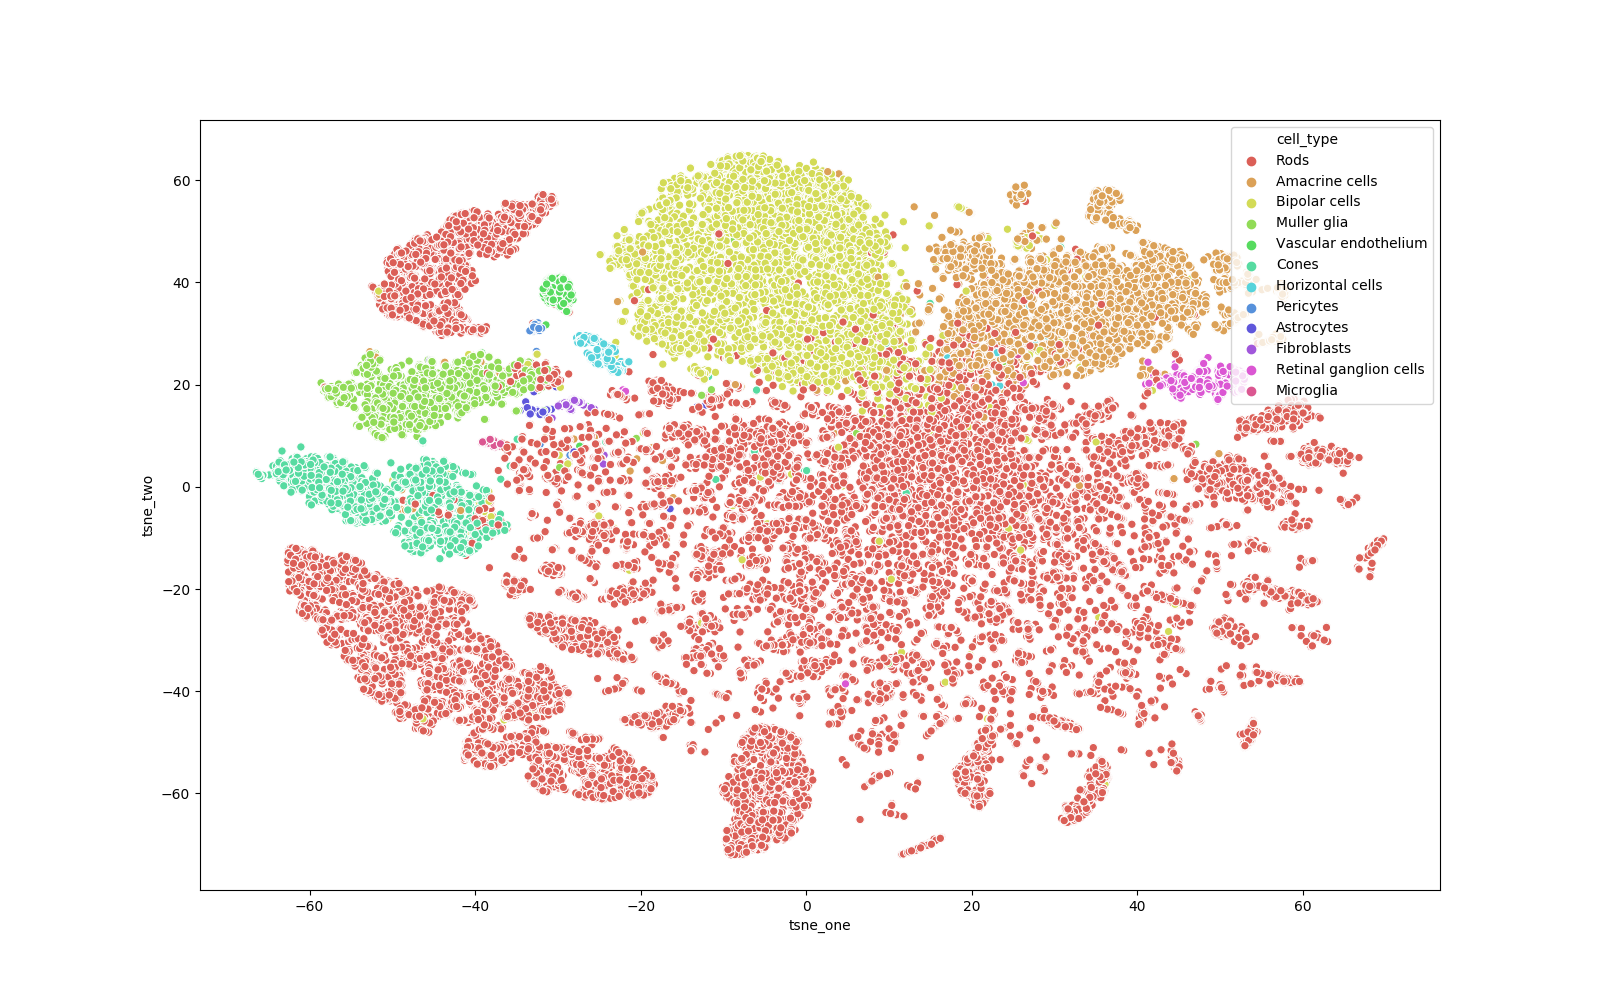 cell_type
Rods
Amacrine cells
Bipolar cells
Muller glia
Vascular endothelium
Cones
Horizontal cells
Pericytes
Astrocytes
Fibroblasts
Retinal ganglion cells
Microglia
60
40
20
0
−20
−40
−60
tsne_two
−60 −40 −20 0 20 40 60
tsne_one